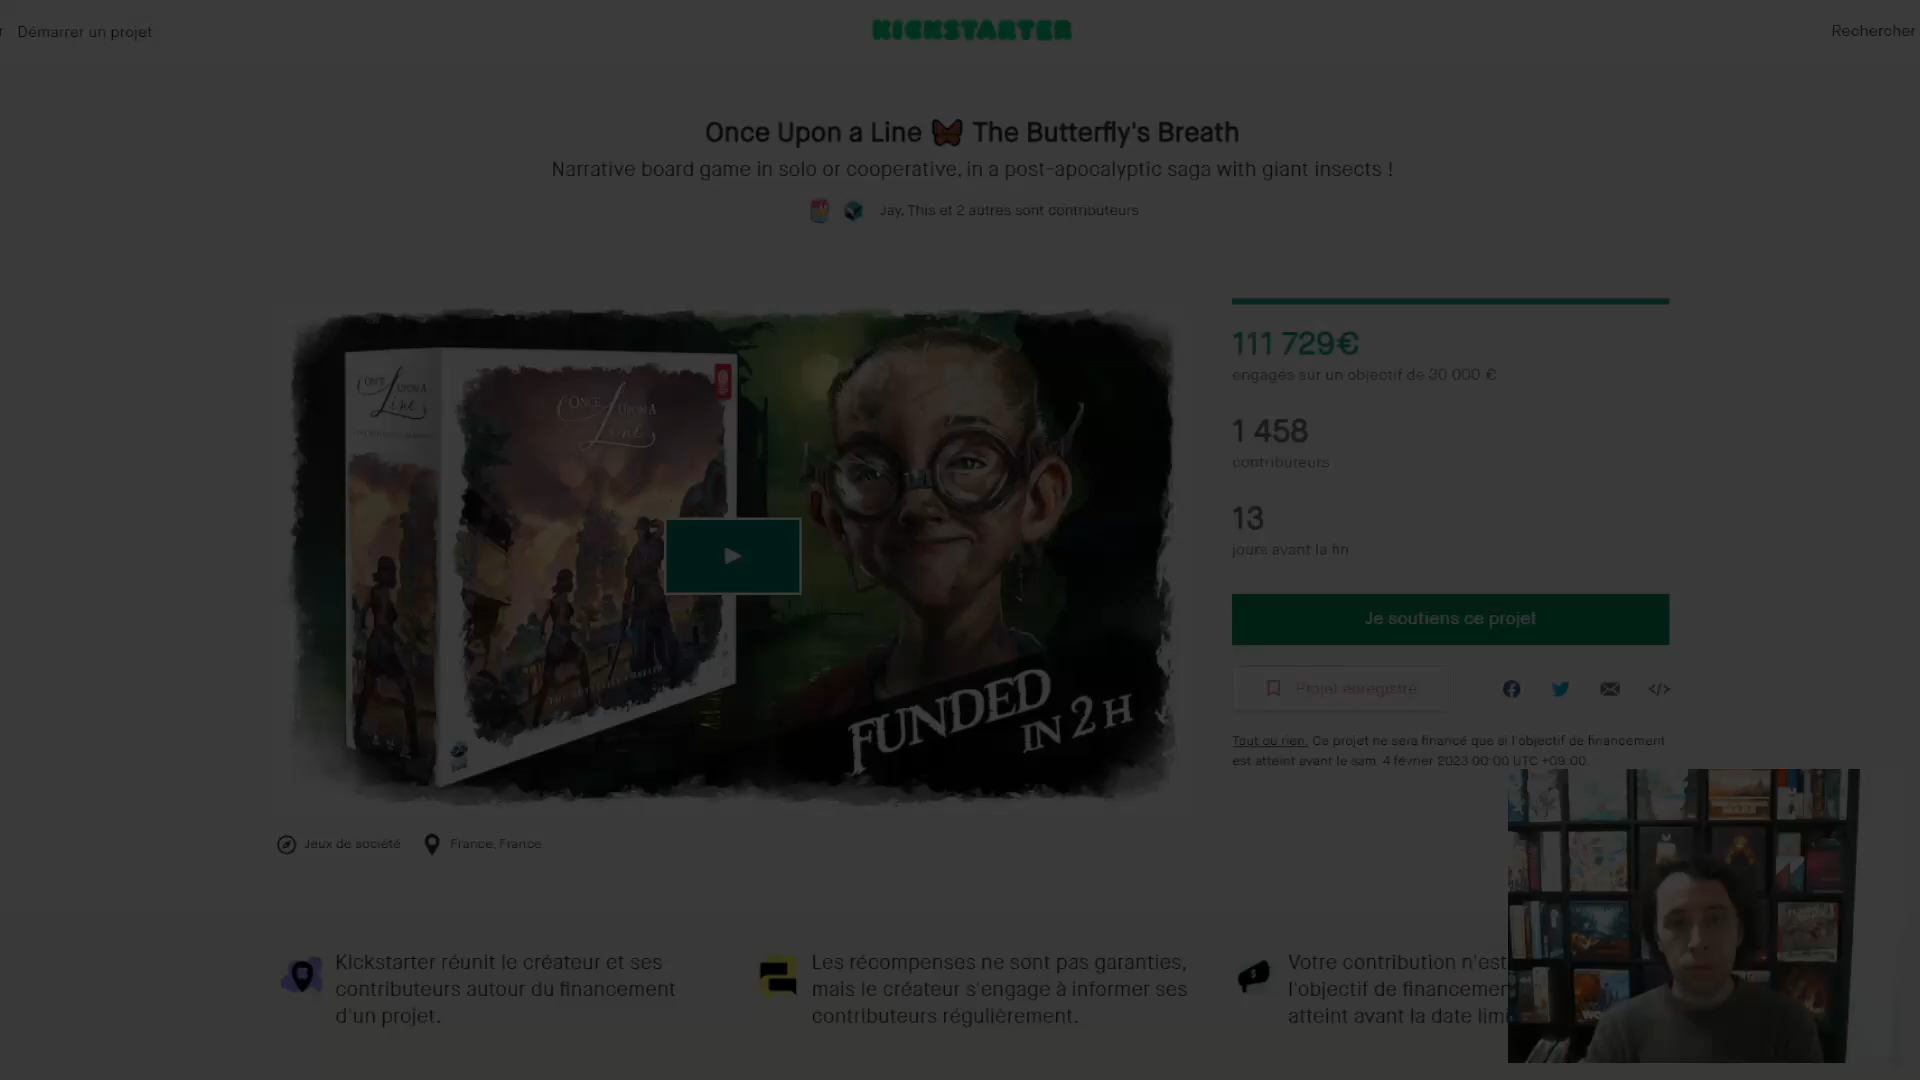 Démarrer un projet
KICKSTARTER
Rechercher
Once Upon a Line 🦋 The Butterfly's Breath
Narrative board game in solo or cooperative, in a post-apocalyptic saga with giant insects !
Jay, This et 2 autres sont contributeurs
ONCE UPON A
Line
ONCE UPON A
Line
FUNDED
IN 2 H
111 729€
engagés sur un objectif de 30 000 €
1 458
contributeurs
13
jours avant la fin
Je soutiens ce projet
Projet enregistré
Tout ou rien. Ce projet ne sera financé que si l'objectif de financement
est atteint avant le sam. 4 février 2023 00:00 UTC +09:00.
Jeux de société
France, France
Kickstarter réunit le créateur et ses
contributeurs autour du financement
d'un projet.
Les récompenses ne sont pas garanties,
mais le créateur s'engage à informer ses
contributeurs régulièrement.
Votre contribution n'est
l'objectif de financemen
atteint avant la date limi